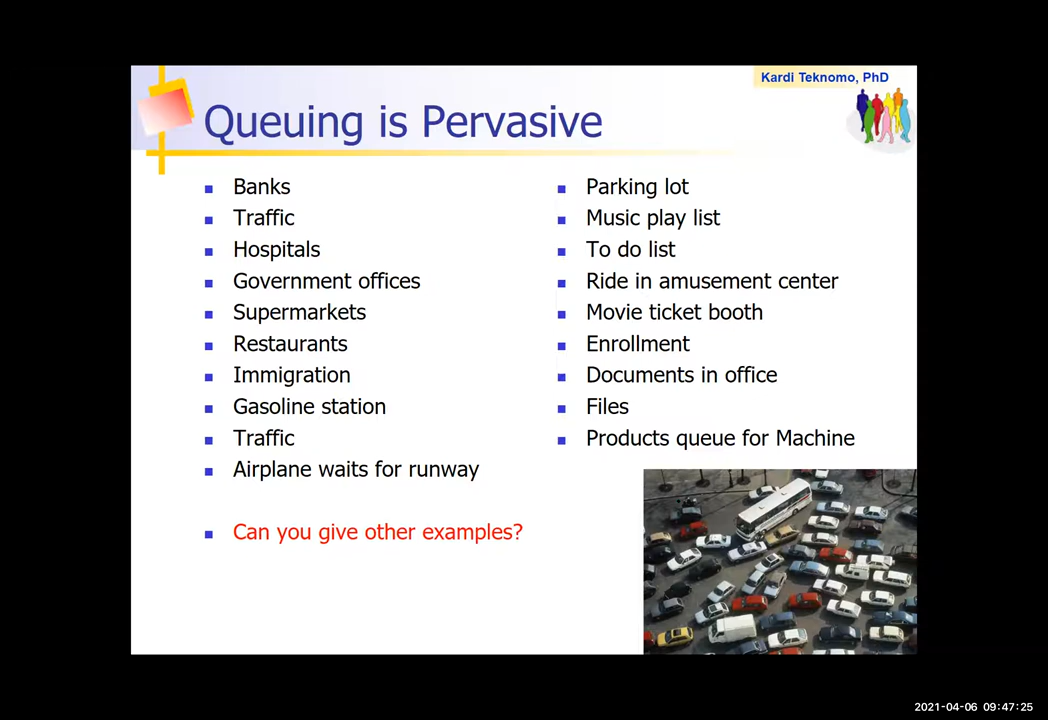 Kardi Teknomo, PhD
Queuing is Pervasive
Banks
Traffic
Hospitals
Government offices
Supermarkets
Restaurants
Immigration
Gasoline station
Traffic
Airplane waits for runway
Can you give other examples?
Parking lot
Music play list
To do list
Ride in amusement center
Movie ticket booth
Enrollment
Documents in office
Files
Products queue for Machine
2021-04-06 09:47:25